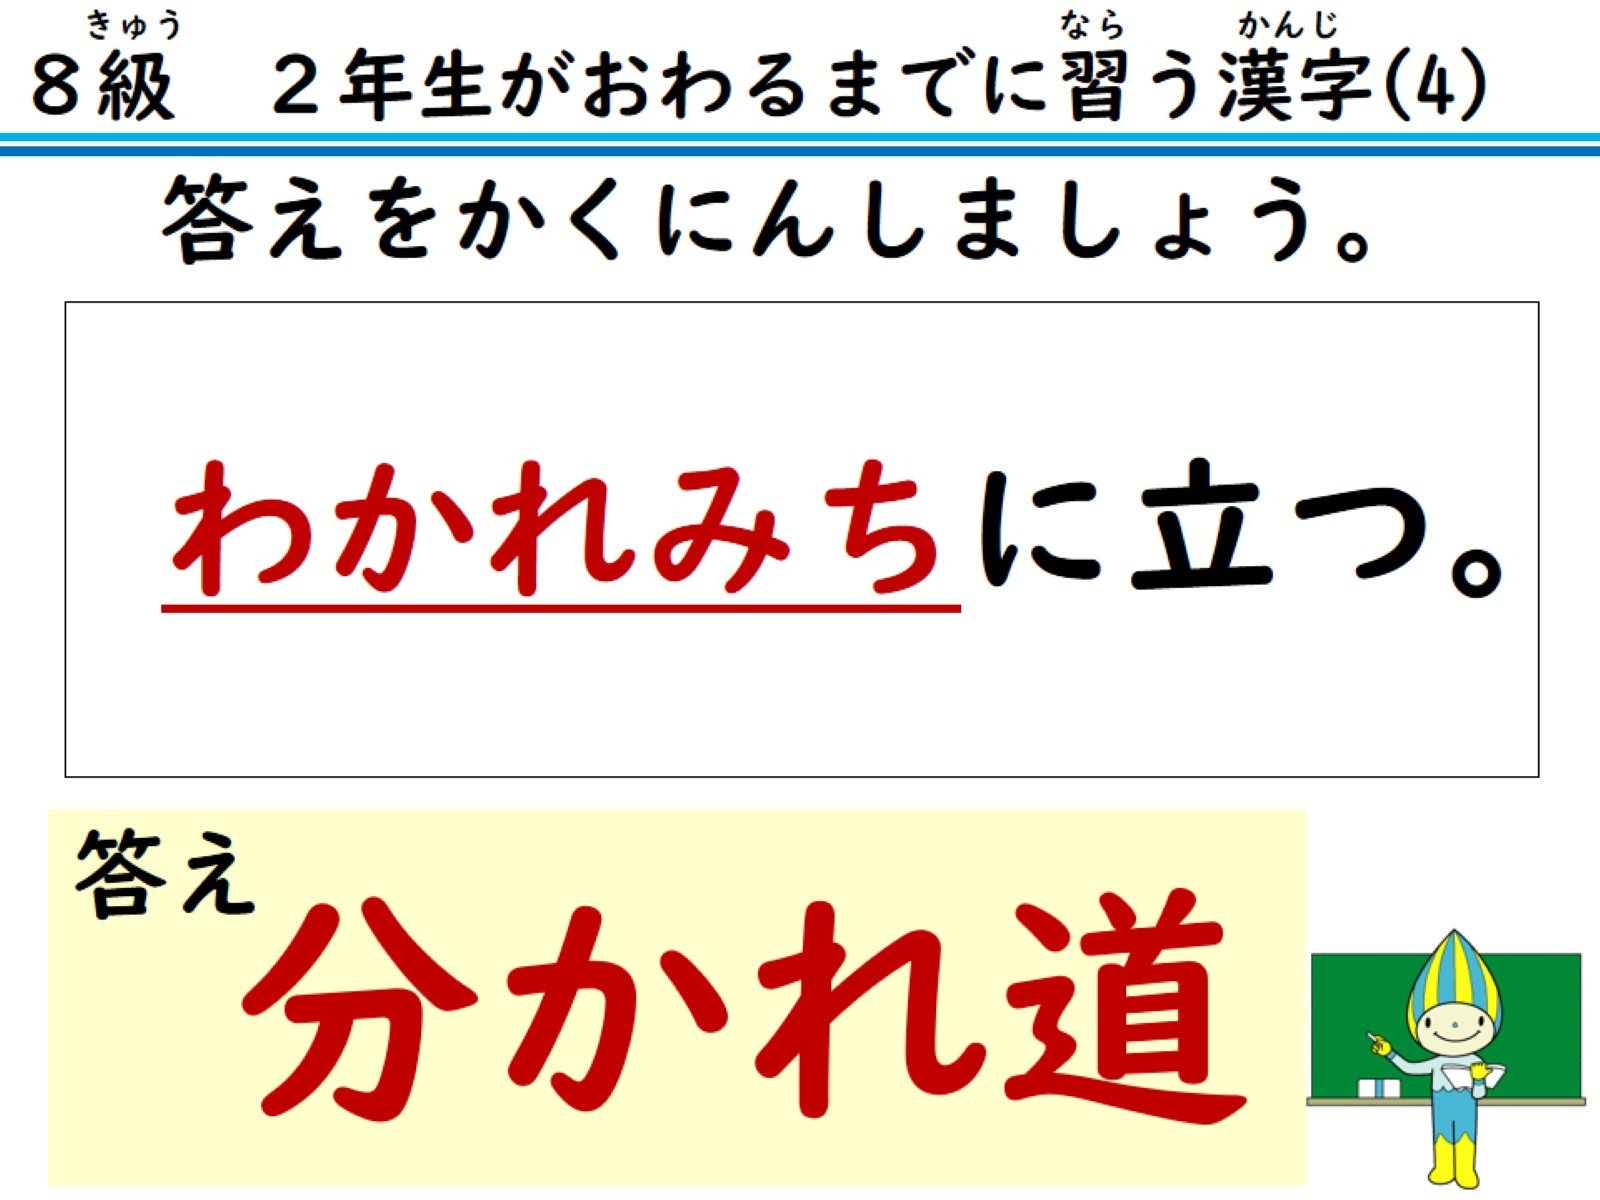 きゅう なら かんじ
８級　２年生がおわるまでに習う漢字(4)
答えをかくにんしましょう。
わかれみちに立つ。
答え
分かれ道